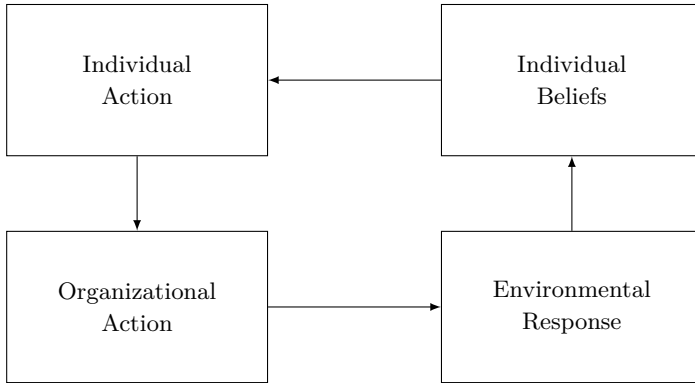 Individual
Action
Individual
Beliefs
Organizational
Action
Environmental
Response